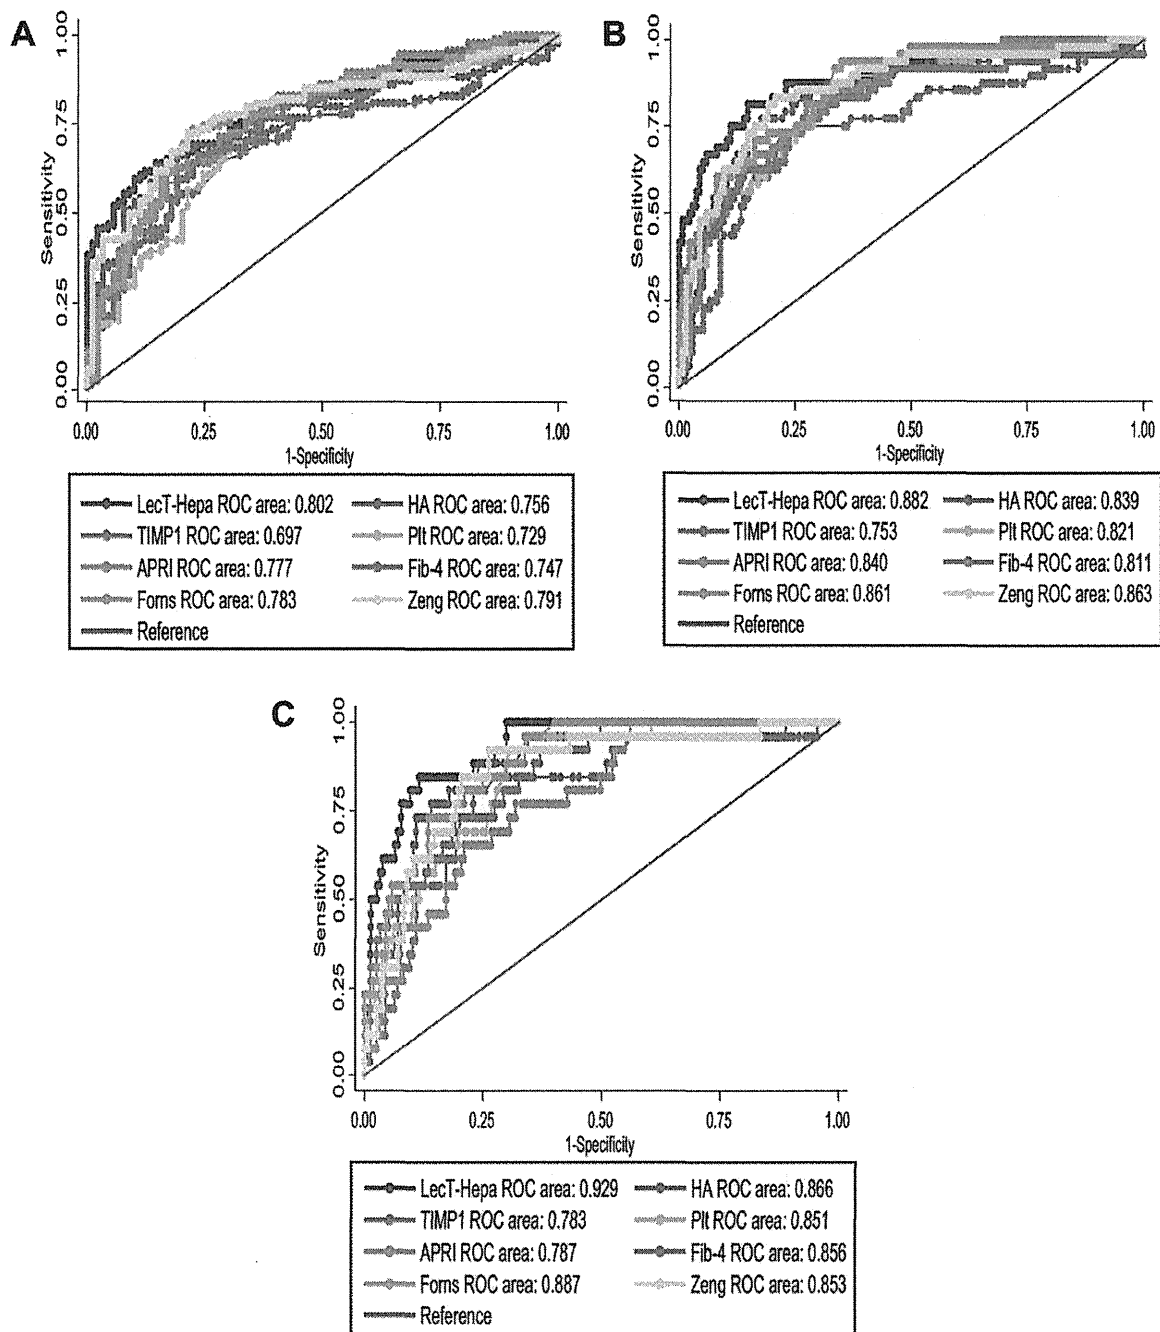 A
1.00
0.75
0.50
0.25
0.00
Sensitivity
0.00 0.25 0.50 0.75 1.00
1-Specificity
LecT-Hepa ROC area: 0.802 HA ROC area: 0.756
TIMP1 ROC area: 0.697 Plt ROC area: 0.729
APRI ROC area: 0.777 Fib-4 ROC area: 0.747
Forns ROC area: 0.783 Zeng ROC area: 0.791
Reference
B
1.00
0.75
0.50
0.25
0.00
Sensitivity
0.00 0.25 0.50 0.75 1.00
1-Specificity
LecT-Hepa ROC area: 0.882 HA ROC area: 0.839
TIMP1 ROC area: 0.753 Plt ROC area: 0.821
APRI ROC area: 0.840 Fib-4 ROC area: 0.811
Forns ROC area: 0.861 Zeng ROC area: 0.863
Reference
C
1.00
0.75
0.50
0.25
0.00
Sensitivity
0.00 0.25 0.50 0.75 1.00
1-Specificity
LecT-Hepa ROC area: 0.929 HA ROC area: 0.866
TIMP1 ROC area: 0.783 Plt ROC area: 0.851
APRI ROC area: 0.787 Fib-4 ROC area: 0.856
Forns ROC area: 0.887 Zeng ROC area: 0.853
Reference